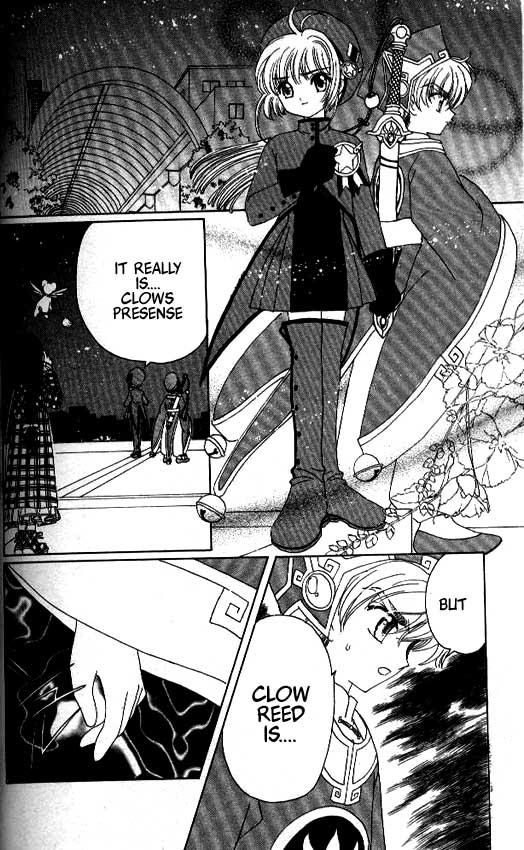 IT REALLY
IS....
CLOWS
PRESENSE
BUT
CLOW
REED
IS....